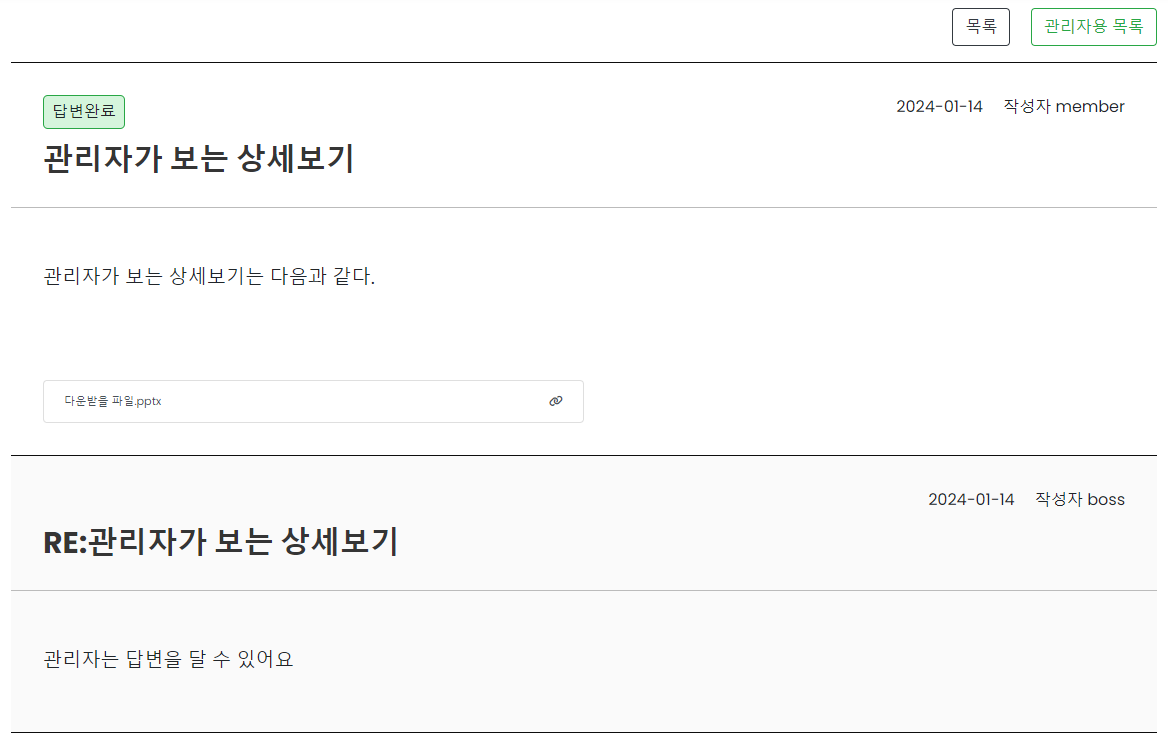 목록 관리자용 목록
답변완료 2024-01-14 작성자 member
관리자가 보는 상세보기
관리자가 보는 상세보기는 다음과 같다.
다운받을 파일.pptx
2024-01-14 작성자 boss
RE:관리자가 보는 상세보기
관리자는 답변을 달 수 있어요